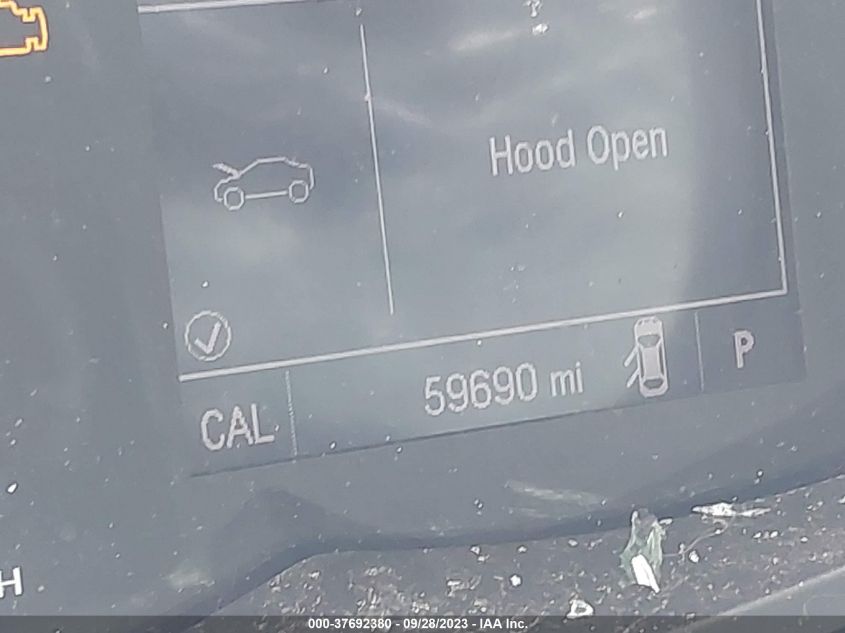 Hood Open
CAL 59690 mi P
H
000-37692380 - 09/28/2023 - IAA Inc.